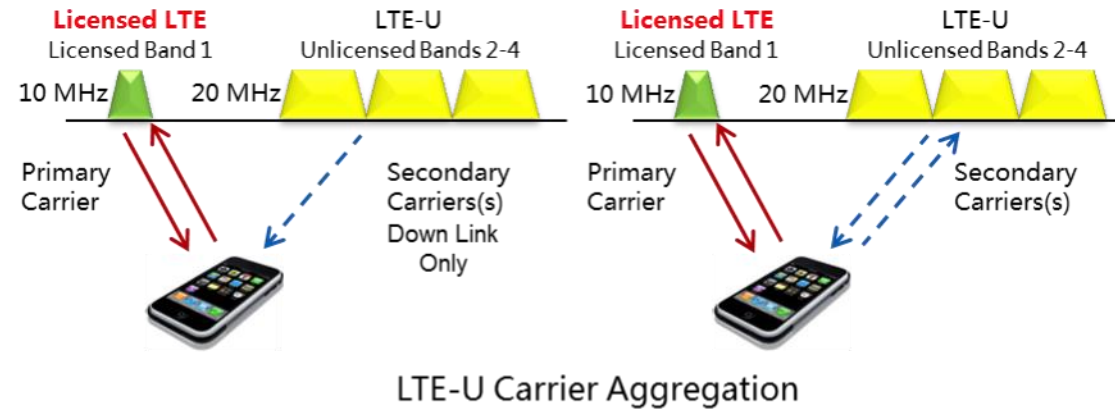 Licensed LTE
Licensed Band 1
LTE-U
Unlicensed Bands 2-4
10 MHz
20 MHz
Primary
Carrier
Secondary
Carriers(s)
Down Link
Only
Licensed LTE
Licensed Band 1
LTE-U
Unlicensed Bands 2-4
10 MHz
20 MHz
Primary
Carrier
Secondary
Carriers(s)
LTE-U Carrier Aggregation